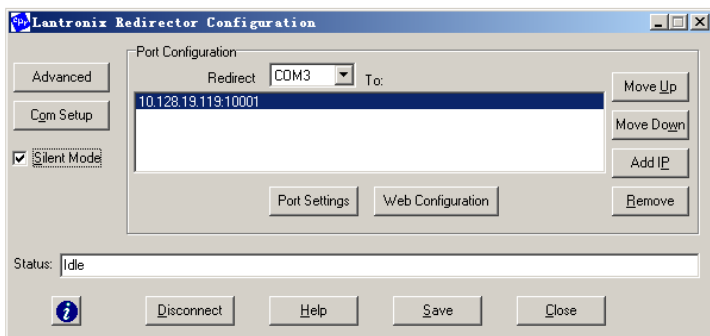 Lantronix Redirector Configuration
Port Configuration
Advanced
Redirect COM3 To:
Move Up
Com Setup
10.128.19.119:10001
Move Down
Silent Mode
Add IP
Port Settings Web Configuration Remove
Status: Idle
Disconnect Help Save Close